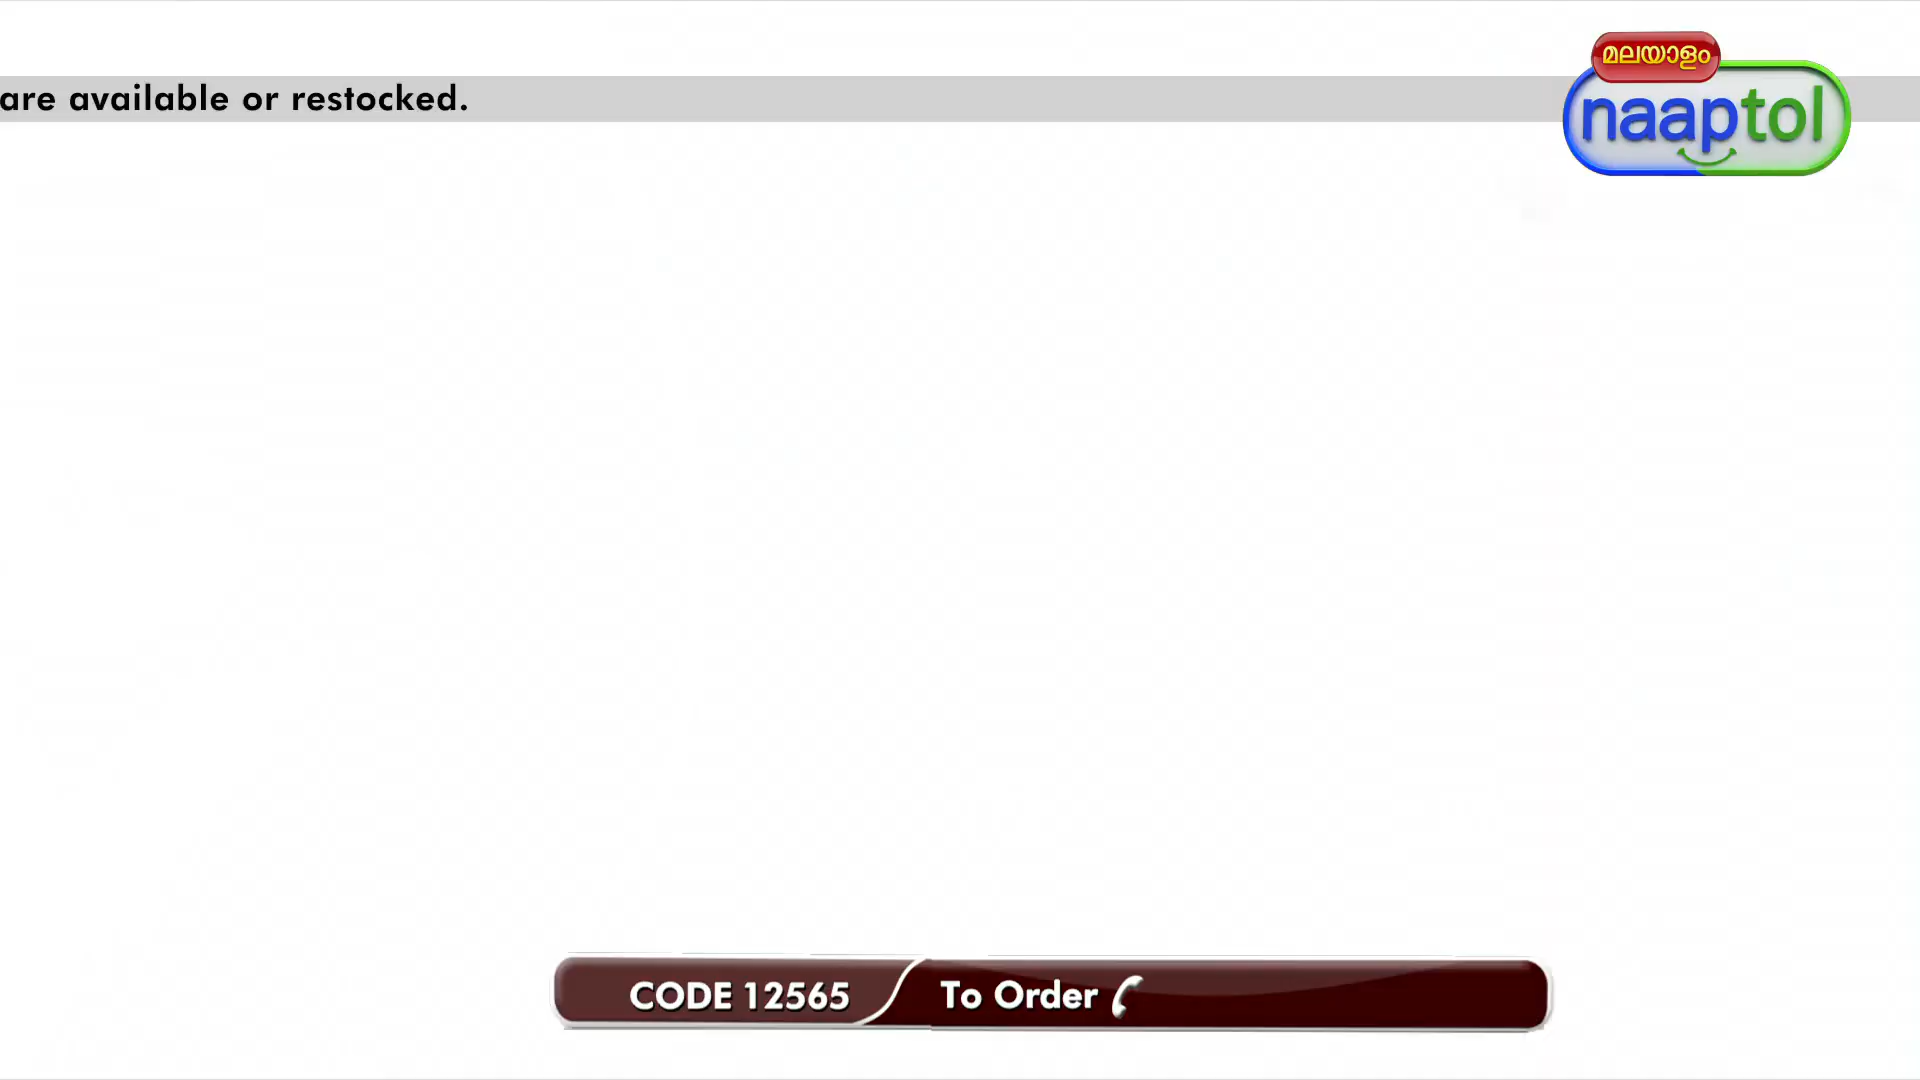 മലയാളം
are available or restocked.
naaptol
CODE 12565 To Order